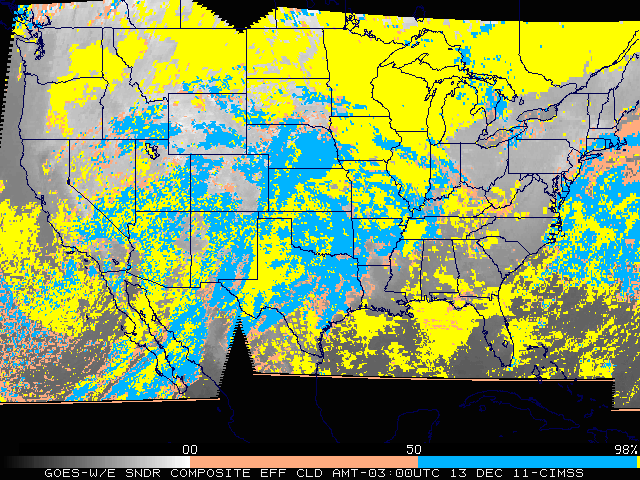 00 50 98%
GOES-W/E SNDR COMPOSITE EFF CLD AMT-03:00UTC 13 DEC 11-CIMSS